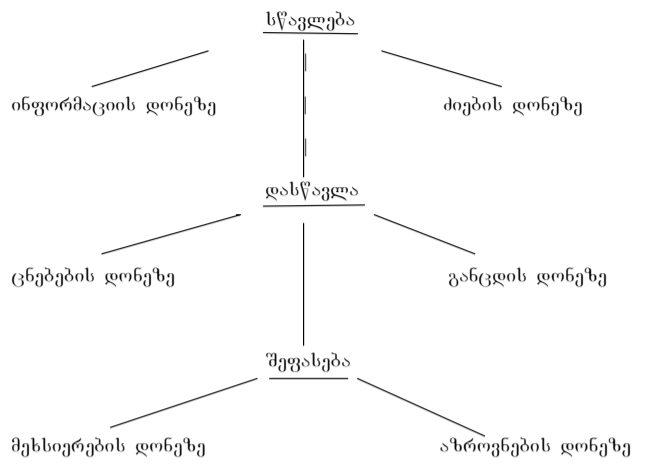 სწავლება
ინფორმაციის დონეზე
ძიების დონეზე
დასწავლა
ცნებების დონეზე
განცდის დონეზე
შეფასება
მეხსიერების დონეზე
აზროვნების დონეზე